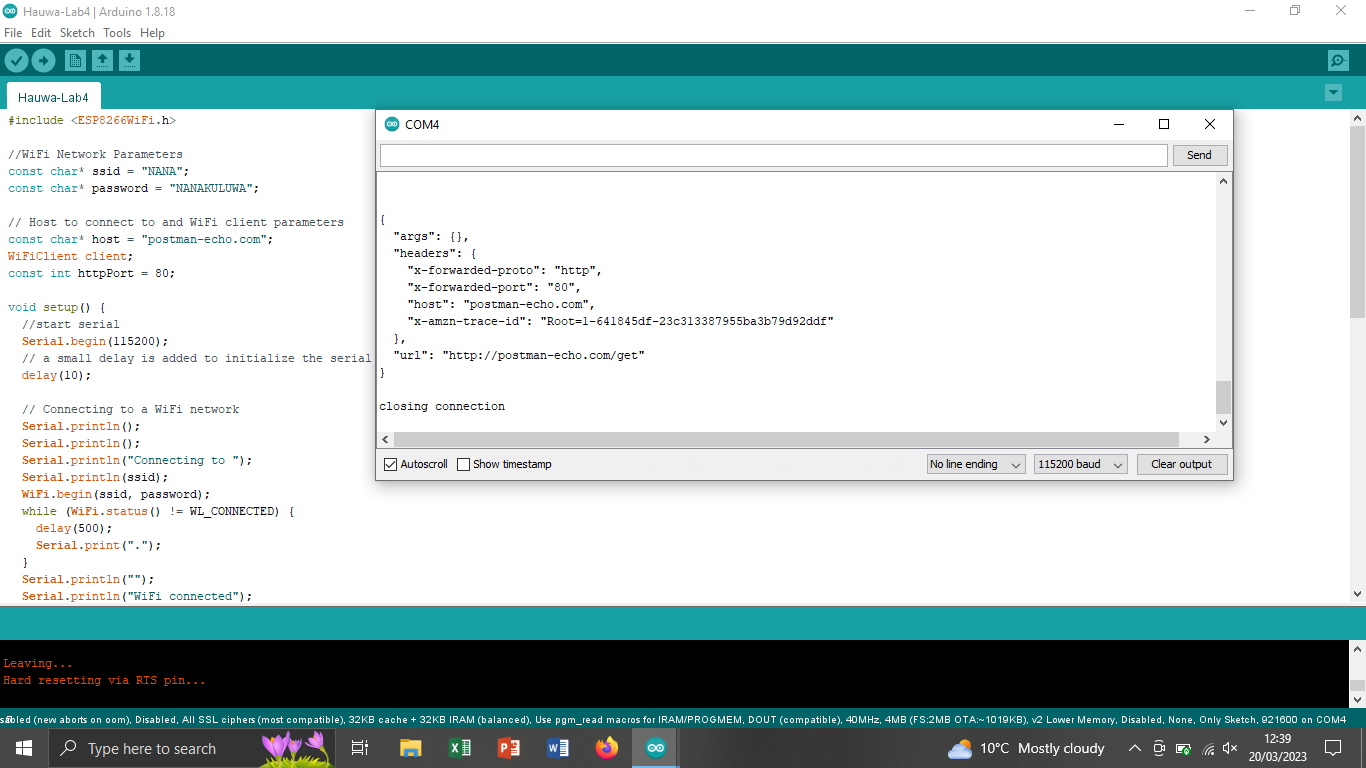 Hauwa-Lab4 | Arduino 1.8.18
File Edit Sketch Tools Help
Hauwa-Lab4
#include <ESP8266WiFi.h>
//WiFi Network Parameters
const char* ssid = "NANA";
const char* password = "NANAKULUWA";
// Host to connect to and WiFi client parameters
const char* host = "postman-echo.com";
WiFiClient client;
const int httpPort = 80;
void setup() {
//start serial
Serial.begin(115200);
// a small delay is added to initialize the serial
delay(10);
// Connecting to a WiFi network
Serial.println();
Serial.println();
Serial.println("Connecting to ");
Serial.println(ssid);
WiFi.begin(ssid, password);
while (WiFi.status() != WL_CONNECTED) {
delay(500);
Serial.print(".");
}
Serial.println("");
Serial.println("WiFi connected");
COM4
Send
{
"args": {},
"headers": {
"x-forwarded-proto": "http",
"x-forwarded-port": "80",
"host": "postman-echo.com",
"x-amzn-trace-id": "Root=1-641845df-23c313387955ba3b79d92ddf"
},
"url": "http://postman-echo.com/get"
}
closing connection
Autoscroll Show timestamp No line ending 115200 baud Clear output
Leaving...
Hard resetting via RTS pin...
(new aborts on oom), Disabled, All SSL ciphers (most compatible), 32KB cache + 32KB IRAM (balanced), Use pgm_read macros for IRAM/PROGMEM, DOUT (compatible), 40MHz, 4MB (FS:2MB OTA:~1019KB), v2 Lower Memory, Disabled, None, Only Sketch, 921600 on COM4
Type here to search
10°C Mostly cloudy
12:39
20/03/2023